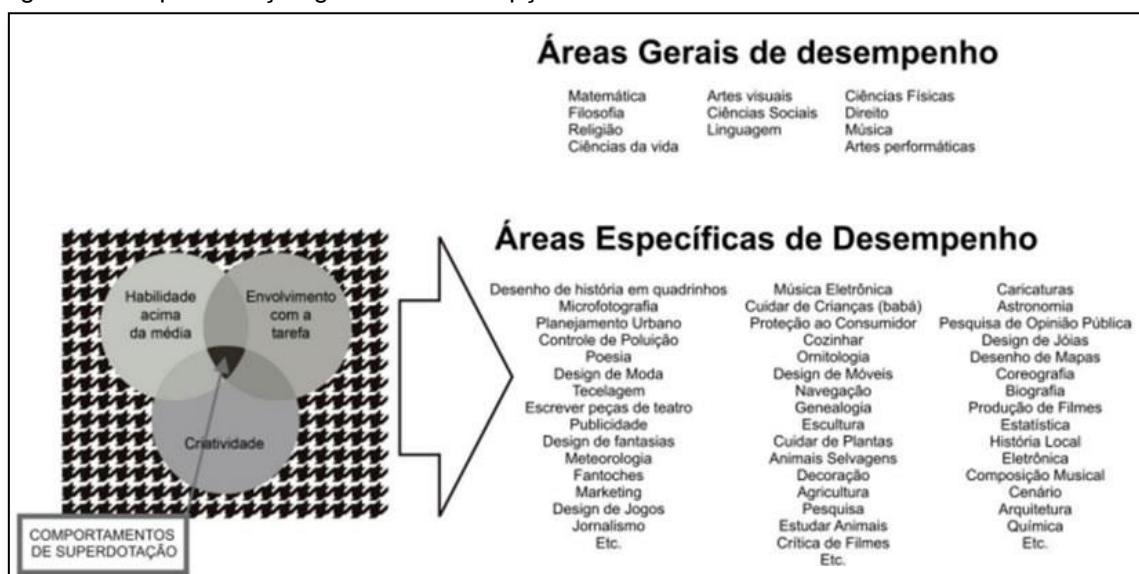 Áreas Gerais de desempenho
Matemática
Filosofia
Religião
Ciências da vida
Artes visuais
Ciências Sociais
Linguagem
Ciências Físicas
Direito
Música
Artes performáticas
Habilidade
acima
da média
Envolvimento
com a
tarefa
Criatividade
COMPORTAMENTOS
DE SUPERDOTAÇÃO
Áreas Específicas de Desempenho
Desenho de história em quadrinhos
Microfotografia
Planejamento Urbano
Controle de Poluição
Poesia
Design de Moda
Tecelagem
Escrever peças de teatro
Publicidade
Design de fantasias
Meteorologia
Fantoches
Marketing
Design de Jogos
Jornalismo
Etc.
Música Eletrônica
Cuidar de Crianças (babá)
Proteção ao Consumidor
Cozinhar
Ornitologia
Design de Móveis
Navegação
Genealogia
Escultura
Cuidar de Plantas
Animais Selvagens
Decoração
Agricultura
Pesquisa
Estudar Animais
Crítica de Filmes
Etc.
Caricaturas
Astronomia
Pesquisa de Opinião Pública
Design de Jóias
Desenho de Mapas
Coreografia
Biografia
Produção de Filmes
Estatística
História Local
Eletrônica
Composição Musical
Cenário
Arquitetura
Química
Etc.